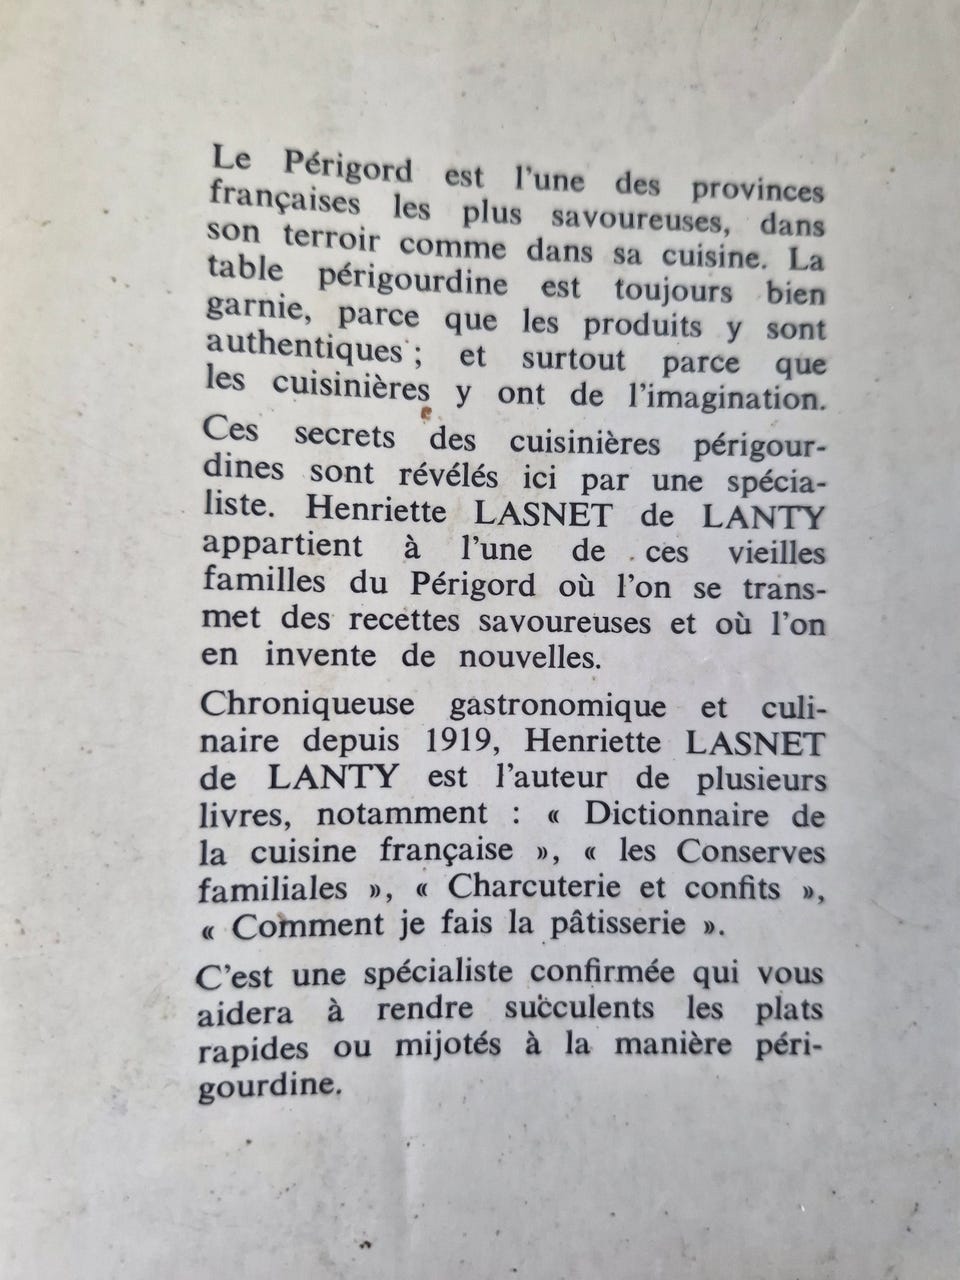 Le Périgord est l'une des provinces
françaises les plus savoureuses, dans
son terroir comme dans sa cuisine. La
table périgourdine est toujours bien
garnie, parce que les produits y sont
authentiques ; et surtout parce que
les cuisinières y ont de l'imagination.
Ces secrets des cuisinières périgour-
dines sont révélés ici par une spécia-
liste. Henriette LASNET de LANTY
appartient à l'une de ces vieilles
familles du Périgord où l'on se trans-
met des recettes savoureuses et où l'on
en invente de nouvelles.
Chroniqueuse gastronomique et culi-
naire depuis 1919, Henriette LASNET
de LANTY est l'auteur de plusieurs
livres, notamment : « Dictionnaire de
la cuisine française », « les Conserves
familiales », « Charcuterie et confits »,
« Comment je fais la pâtisserie ».
C'est une spécialiste confirmée qui vous
aidera à rendre succulents les plats
rapides ou mijotés à la manière péri-
gourdine.